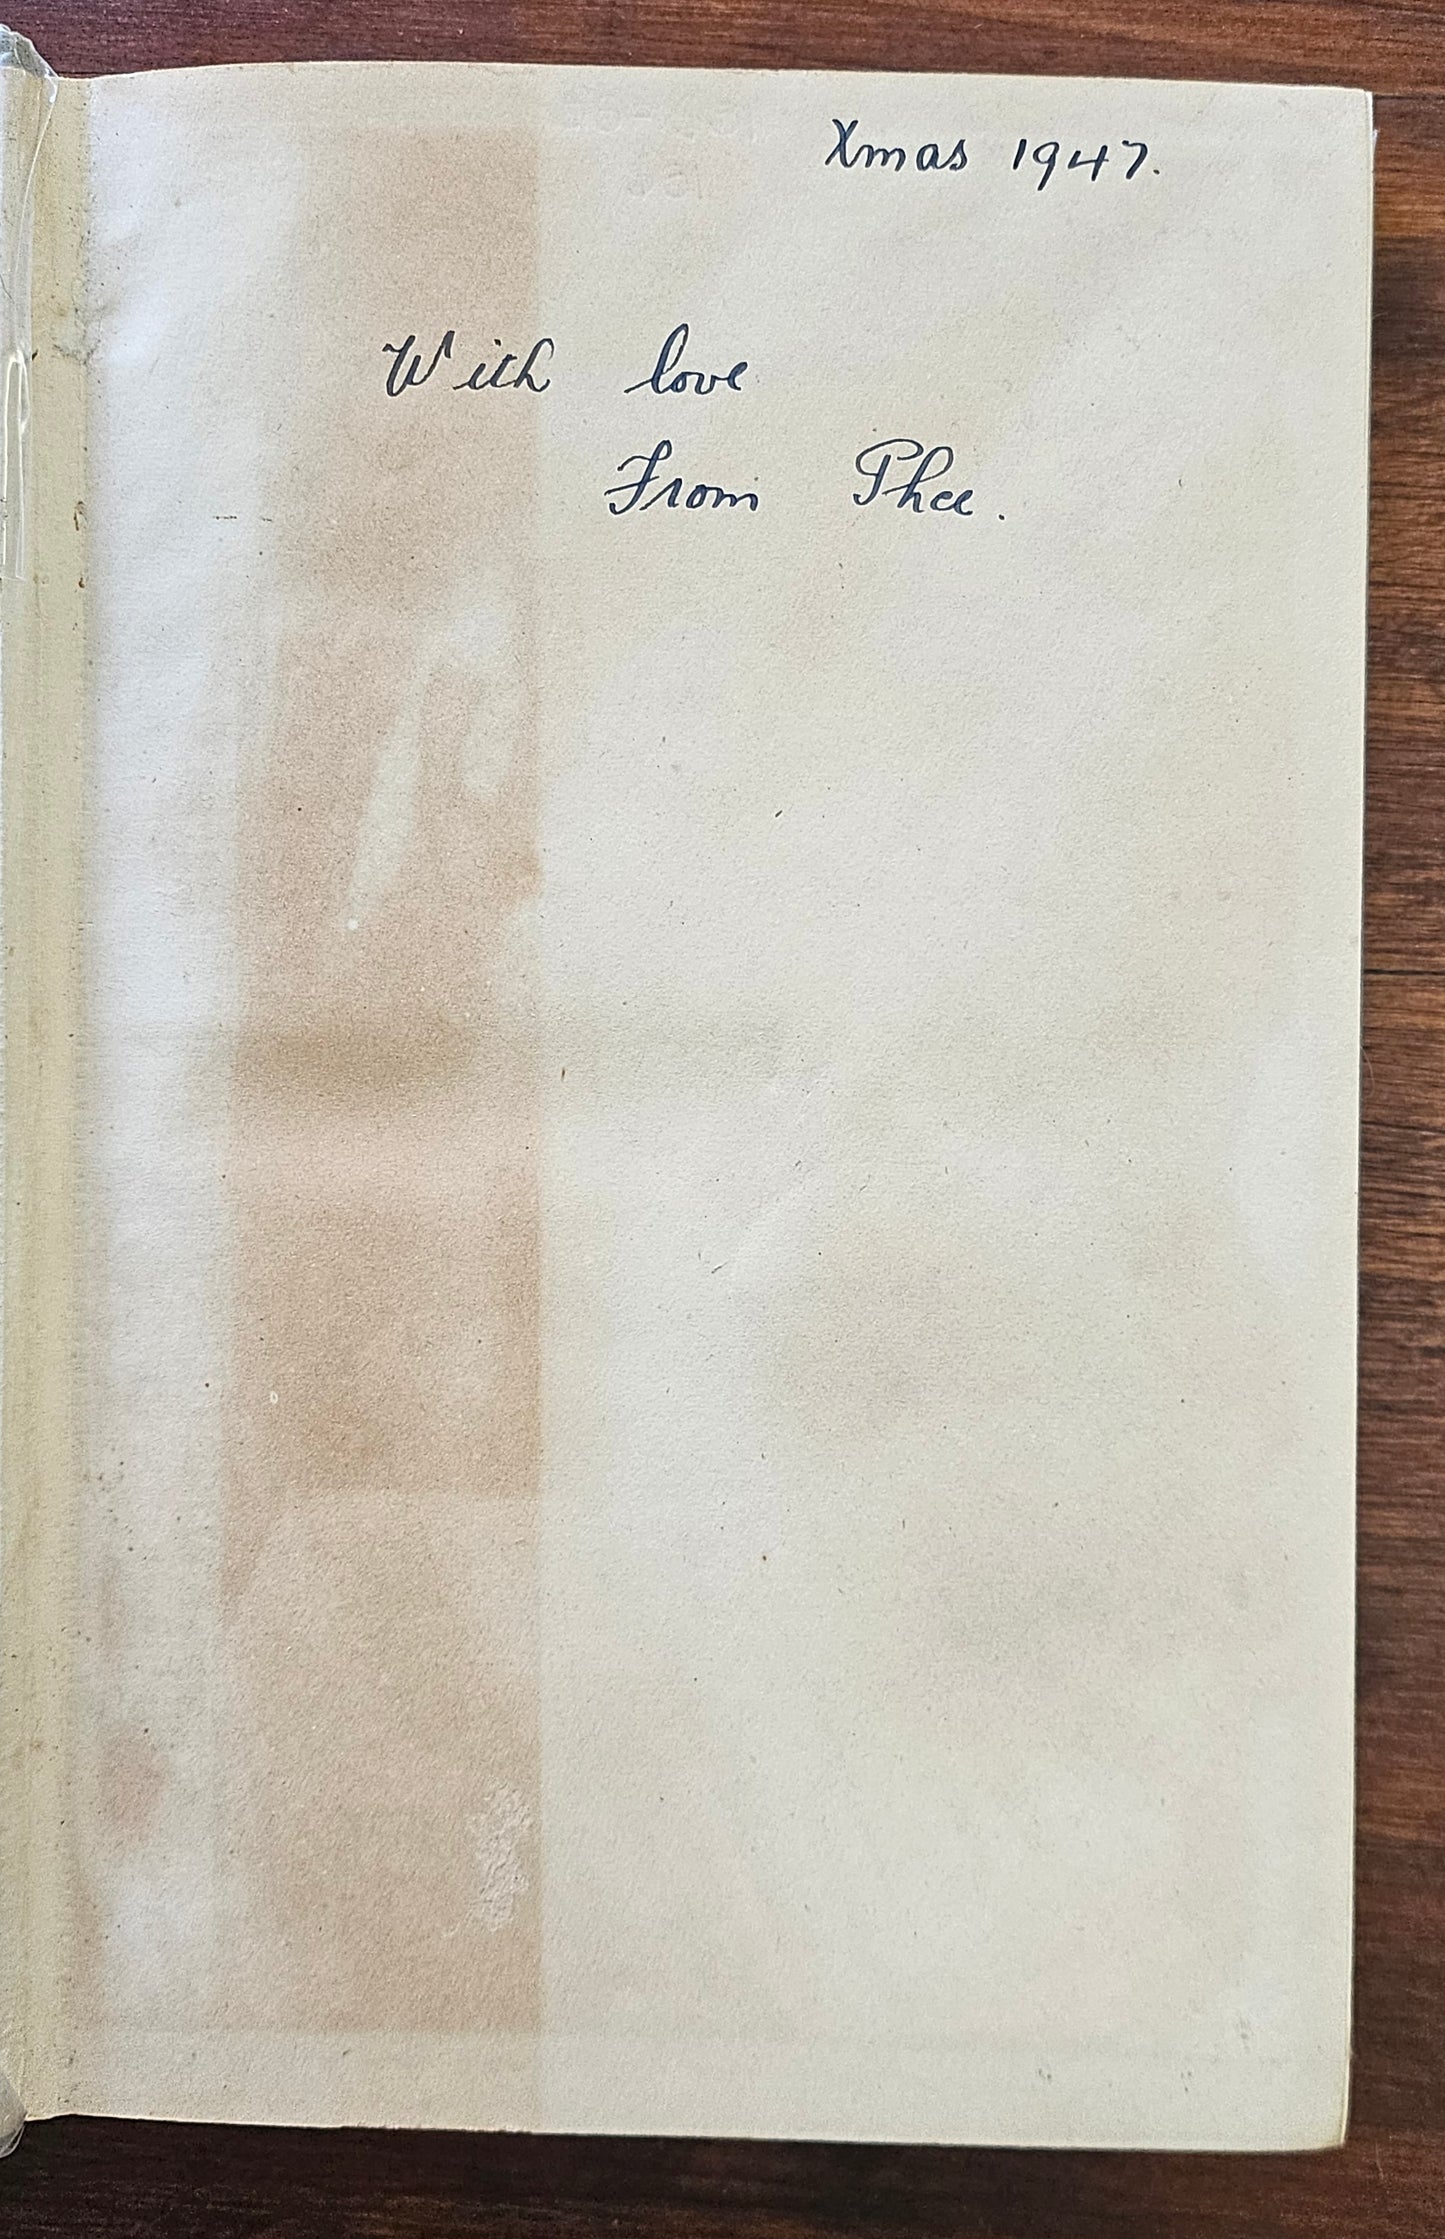 Xmas 1947.
With love
From Phee.